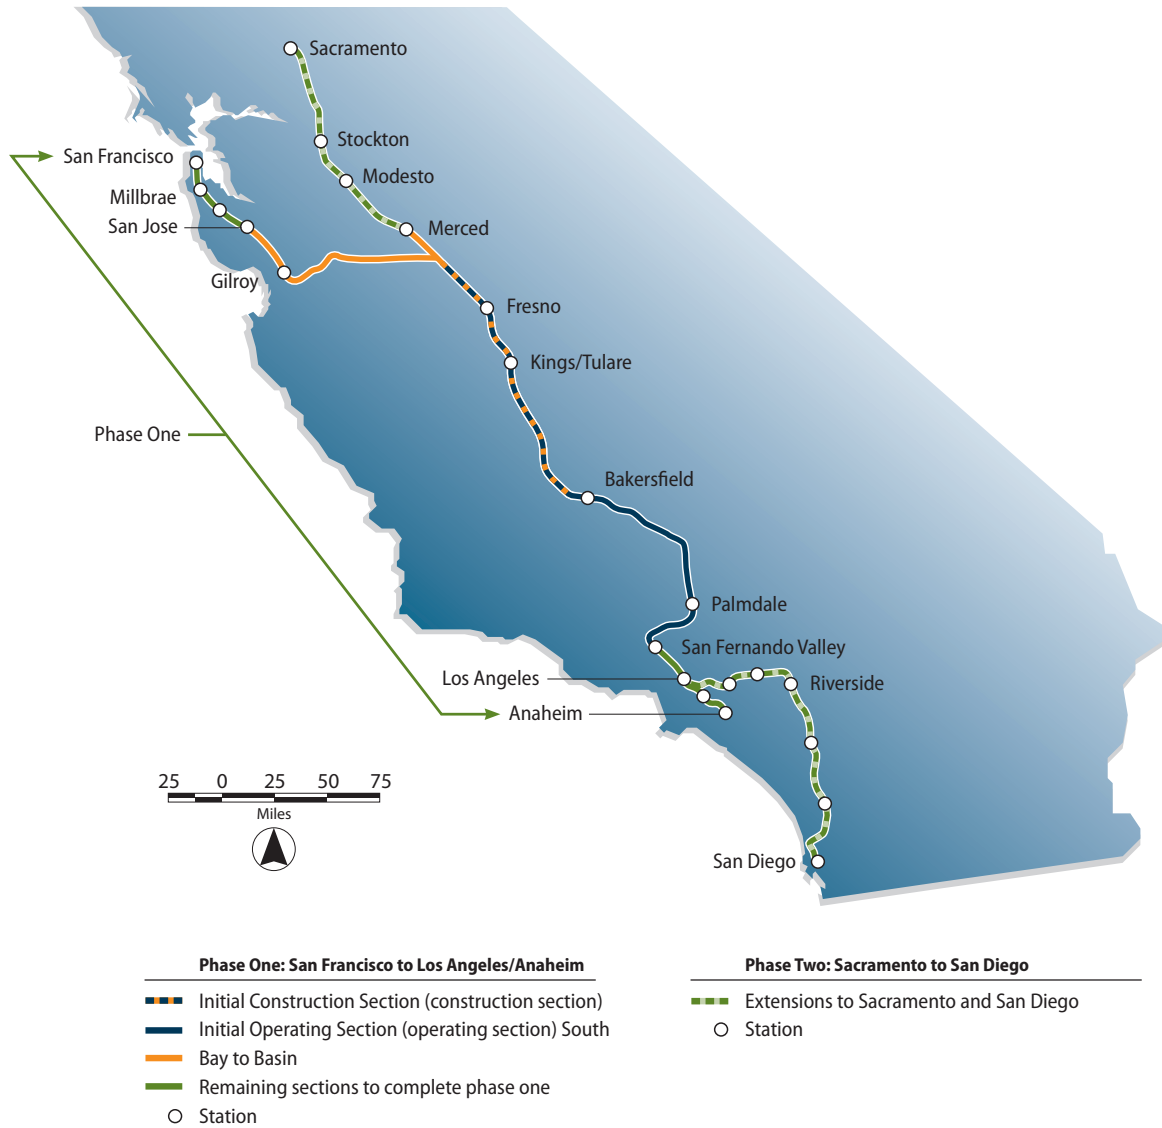 Sacramento
Stockton
San Francisco
Modesto
Millbrae
San Jose
Merced
Gilroy
Fresno
Kings/Tulare
Phase One
Bakersfield
Palmdale
San Fernando Valley
Los Angeles
Riverside
Anaheim
25 0 25 50 75
Miles
San Diego
Phase One: San Francisco to Los Angeles/Anaheim
Initial Construction Section (construction section)
Initial Operating Section (operating section) South
Bay to Basin
Remaining sections to complete phase one
Station
Phase Two: Sacramento to San Diego
Extensions to Sacramento and San Diego
Station